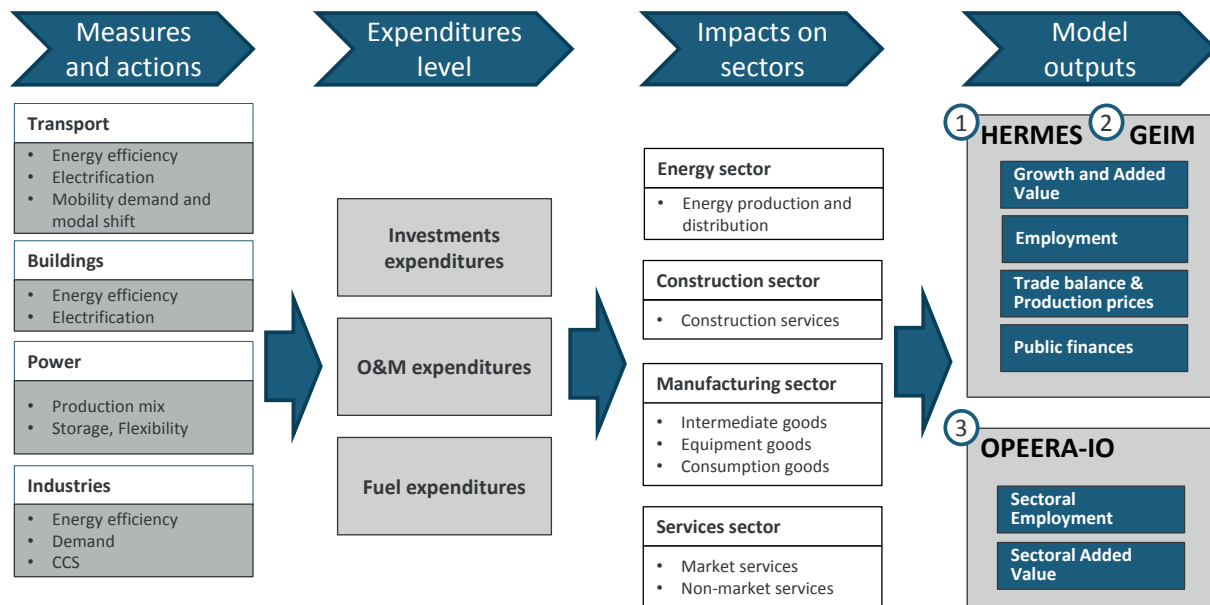 Measures
and actions
Expenditures
level
Impacts on
sectors
Model
outputs
Transport
• Energy efficiency
• Electrification
• Mobility demand and
modal shift
Buildings
• Energy efficiency
• Electrification
Power
• Production mix
• Storage, Flexibility
Industries
• Energy efficiency
• Demand
• CCS
Investments
expenditures
O&M expenditures
Fuel expenditures
Energy sector
• Energy production and
distribution
Construction sector
• Construction services
Manufacturing sector
• Intermediate goods
• Equipment goods
• Consumption goods
Services sector
• Market services
• Non-market services
1 HERMES 2 GEIM
Growth and Added
Value
Employment
Trade balance &
Production prices
Public finances
3
OPEERA-IO
Sectoral
Employment
Sectoral Added
Value